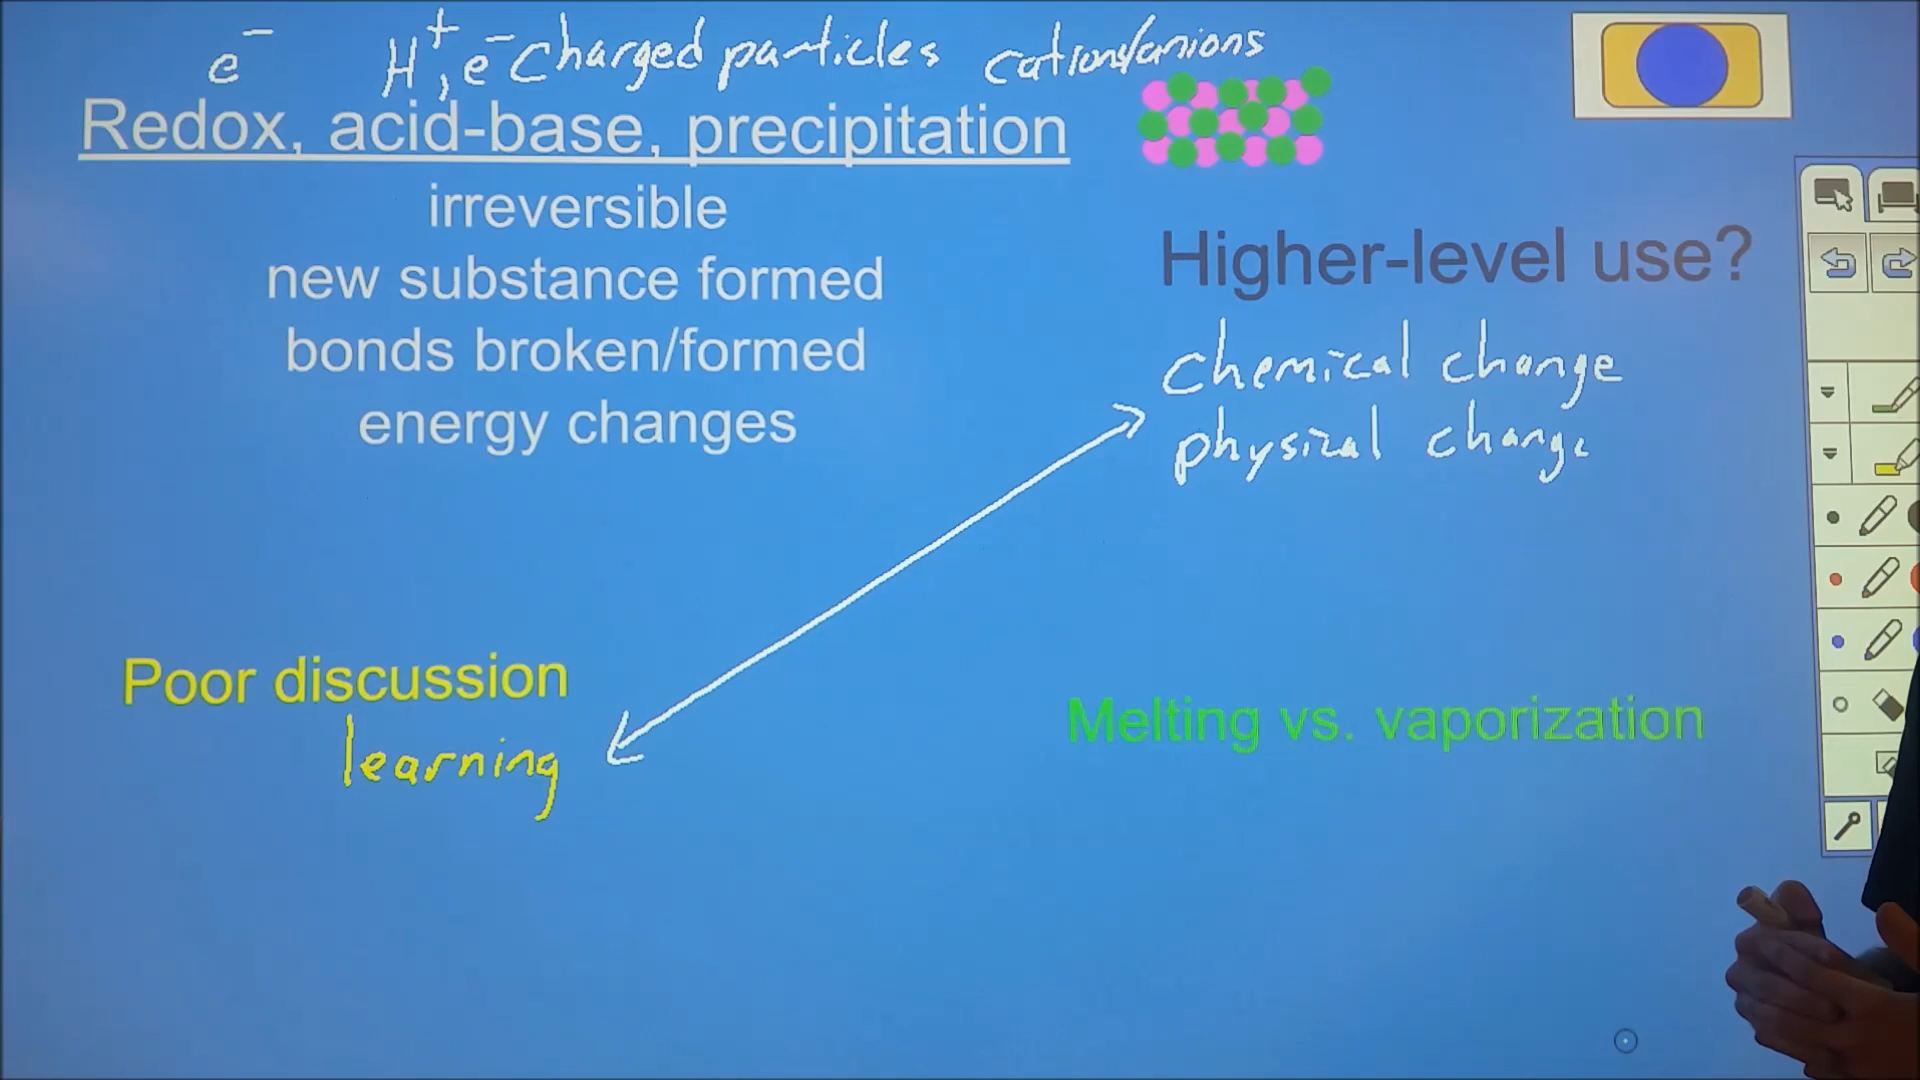 e⁻ H⁺, e⁻ charged particles cations/anions
Redox, acid-base, precipitation
irreversible
new substance formed
bonds broken/formed
energy changes
Higher-level use?
chemical change
physical change
Poor discussion
learning
Melting vs. vaporization